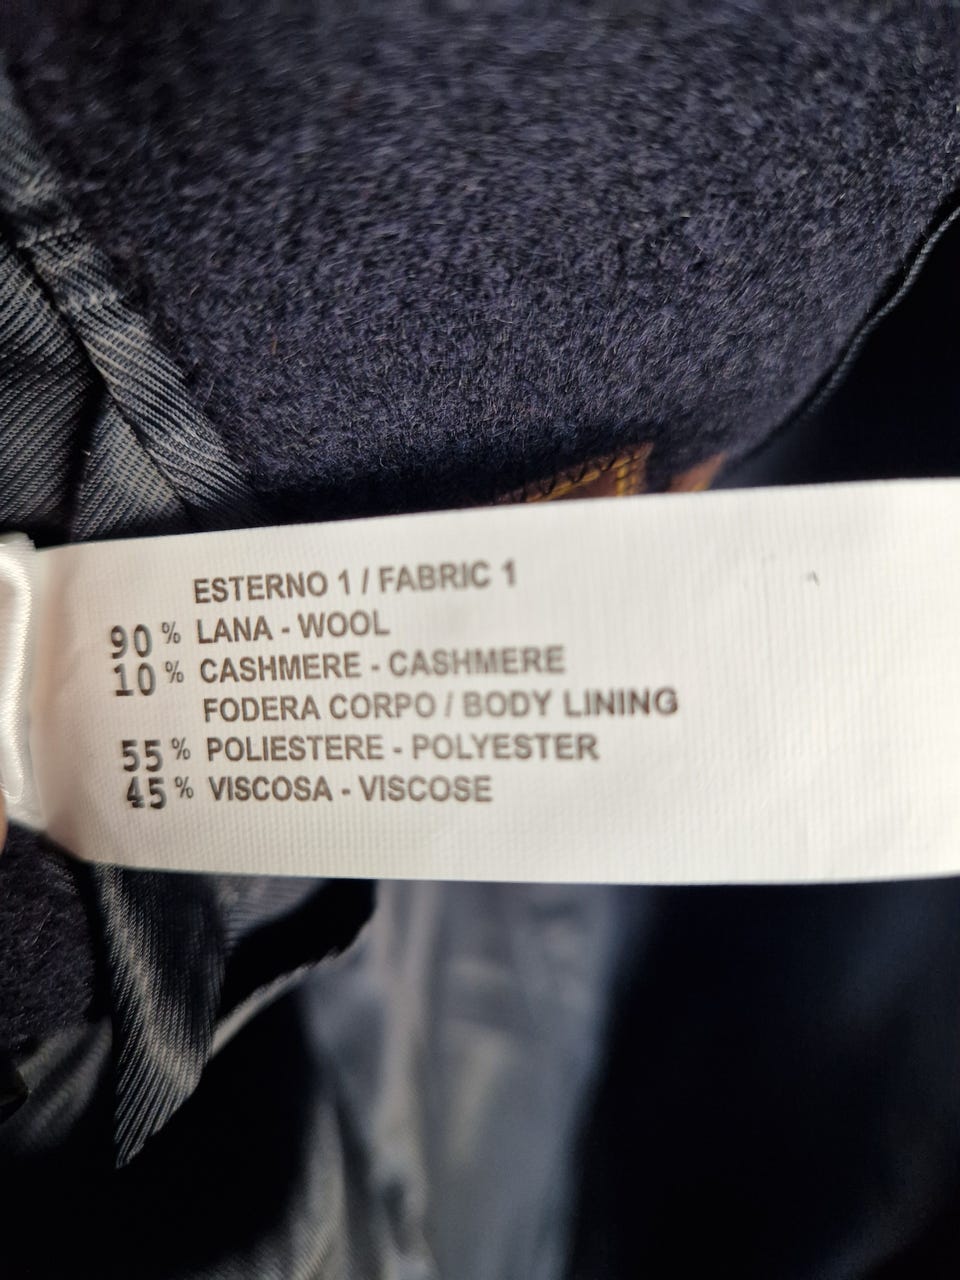 ESTERNO 1 / FABRIC 1
90 % LANA - WOOL
10 % CASHMERE - CASHMERE
FODERA CORPO / BODY LINING
55 % POLIESTERE - POLYESTER
45 % VISCOSA - VISCOSE